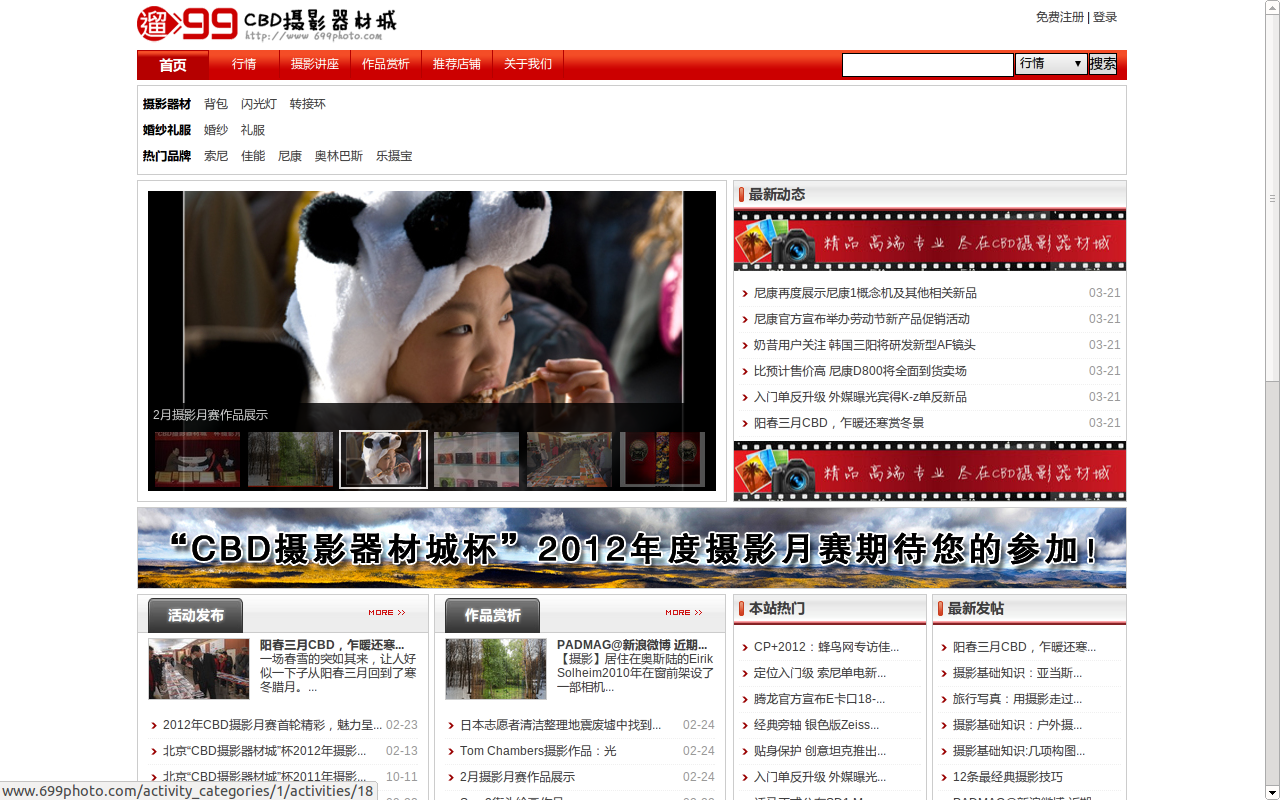 遛99 CBD摄影器材城
http://www 699photo.com
免费注册 | 登录
首页 行情 摄影讲座 作品赏析 推荐店铺 关于我们 行情 搜索
摄影器材 背包 闪光灯 转接环
婚纱礼服 婚纱 礼服
热门品牌 索尼 佳能 尼康 奥林巴斯 乐摄宝
2月摄影月赛作品展示
最新动态
精品 高端 专业 尽在CBD摄影器材城
尼康再度展示尼康1概念机及其他相关新品 03-21
尼康官方宣布举办劳动节新产品促销活动 03-21
奶昔用户关注 韩国三阳将研发新型AF镜头 03-21
比预计售价高 尼康D800将全面到货卖场 03-21
入门单反升级 外媒曝光宾得K-z单反新品 03-21
阳春三月CBD，乍暖还寒赏冬景 03-21
精品 高端 专业 尽在CBD摄影器材城
“CBD摄影器材城杯”2012年度摄影月赛期待您的参加！
活动发布 MORE >>
阳春三月CBD，乍暖还寒...
一场春雪的突如其来，让人好
似一下子从阳春三月回到了寒
冬腊月。...
2012年CBD摄影月赛首轮精彩，魅力呈... 02-23
北京“CBD摄影器材城”杯2012年摄影... 02-13
北京“CBD摄影器材城”杯2011年摄影... 10-11
作品赏析 MORE >>
PADMAG@新浪微博 近期...
【摄影】居住在奥斯陆的Eirik
Solheim2010年在窗前架设了
一部相机...
日本志愿者清洁整理地震废墟中找到... 02-24
Tom Chambers摄影作品：光 02-24
2月摄影月赛作品展示 02-24
本站热门
CP+2012：蜂鸟网专访佳...
定位入门级 索尼单电新...
腾龙官方宣布E卡口18-...
经典旁轴 银色版Zeiss...
贴身保护 创意坦克推出...
入门单反升级 外媒曝光...
最新发帖
阳春三月CBD，乍暖还寒...
摄影基础知识：亚当斯...
旅行写真：用摄影走过...
摄影基础知识：户外摄...
摄影基础知识:几项构图...
12条最经典摄影技巧
PADMAG@新浪微博 近期...
www.699photo.com/activity_categories/1/activities/18